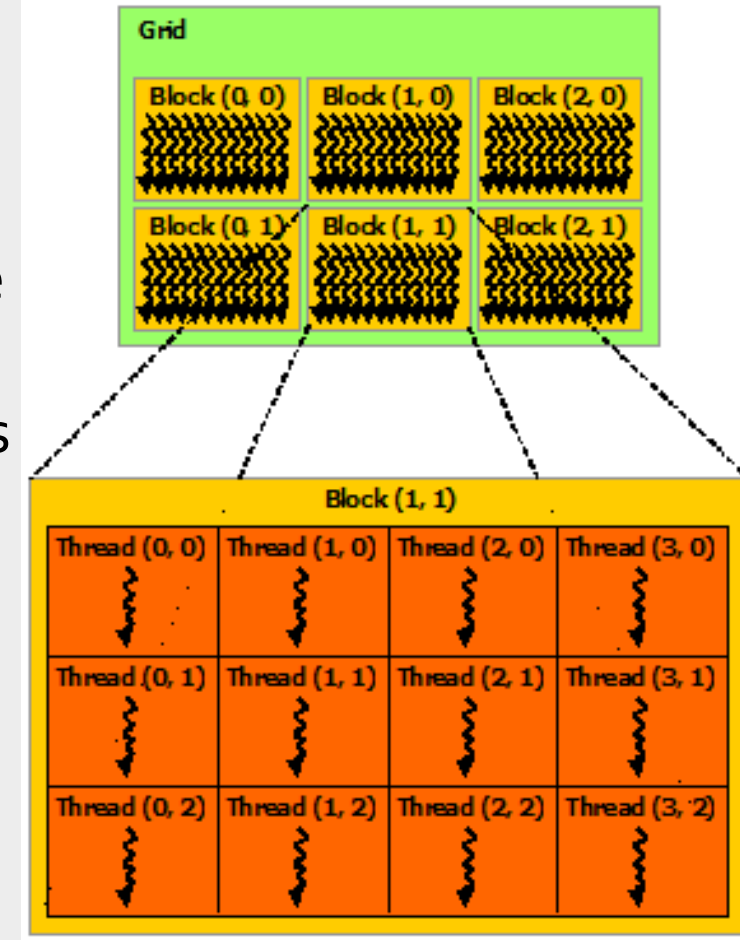 Grid
Block (0, 0) Block (1, 0) Block (2, 0)
Block (0, 1) Block (1, 1) Block (2, 1)
e
s
Block (1, 1)
Thread (0, 0) Thread (1, 0) Thread (2, 0) Thread (3, 0)
Thread (0, 1) Thread (1, 1) Thread (2, 1) Thread (3, 1)
Thread (0, 2) Thread (1, 2) Thread (2, 2) Thread (3, 2)